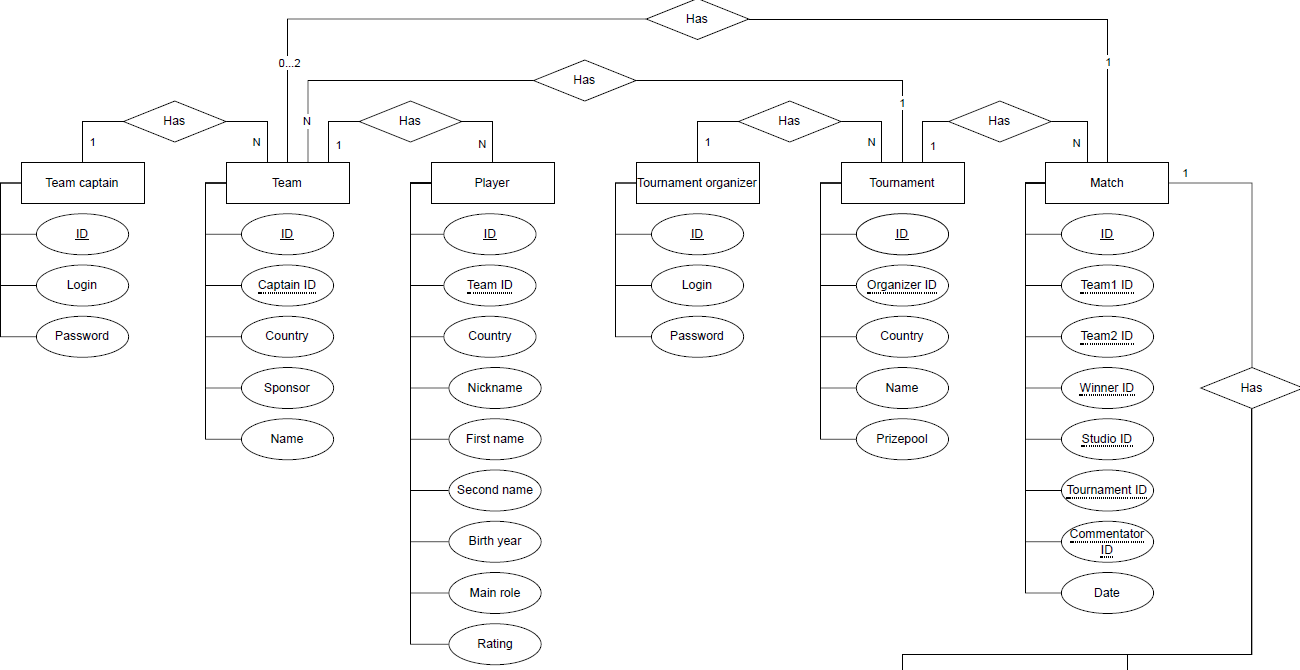 Has
0...2
1
Has
N
1
Has
1
N
Has
1
N
Has
1
N
Has
1
N
1
Team captain
Team
Player
Tournament organizer
Tournament
Match
ID
Login
Password
ID
Captain ID
Country
Sponsor
Name
ID
Team ID
Country
Nickname
First name
Second name
Birth year
Main role
Rating
ID
Login
Password
ID
Organizer ID
Country
Name
Prizepool
ID
Team1 ID
Team2 ID
Winner ID
Studio ID
Tournament ID
Commentator
ID
Date
Has